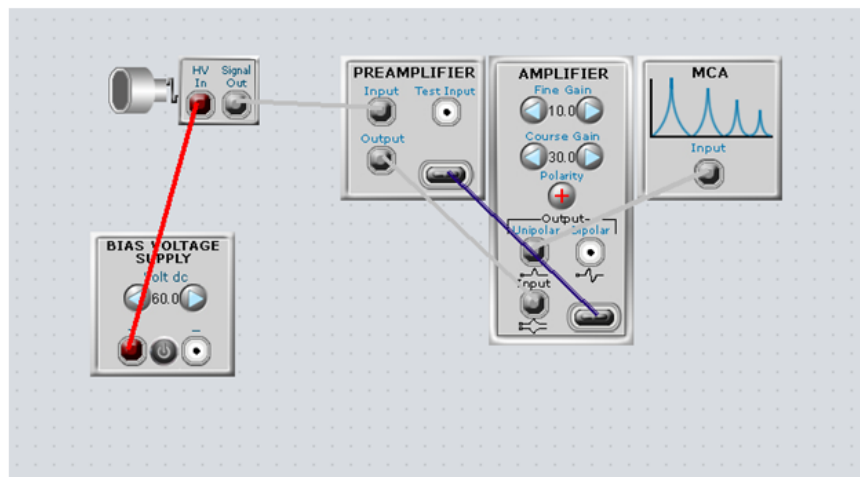 HV Signal
In Out
PREAMPLIFIER
Input Test Input
Output
AMPLIFIER
Fine Gain
10.0
Course Gain
30.0
Polarity
+
Output
Unipolar Bipolar
Input
MCA
Input
BIAS VOLTAGE
SUPPLY
Volt dc
60.0
+ -